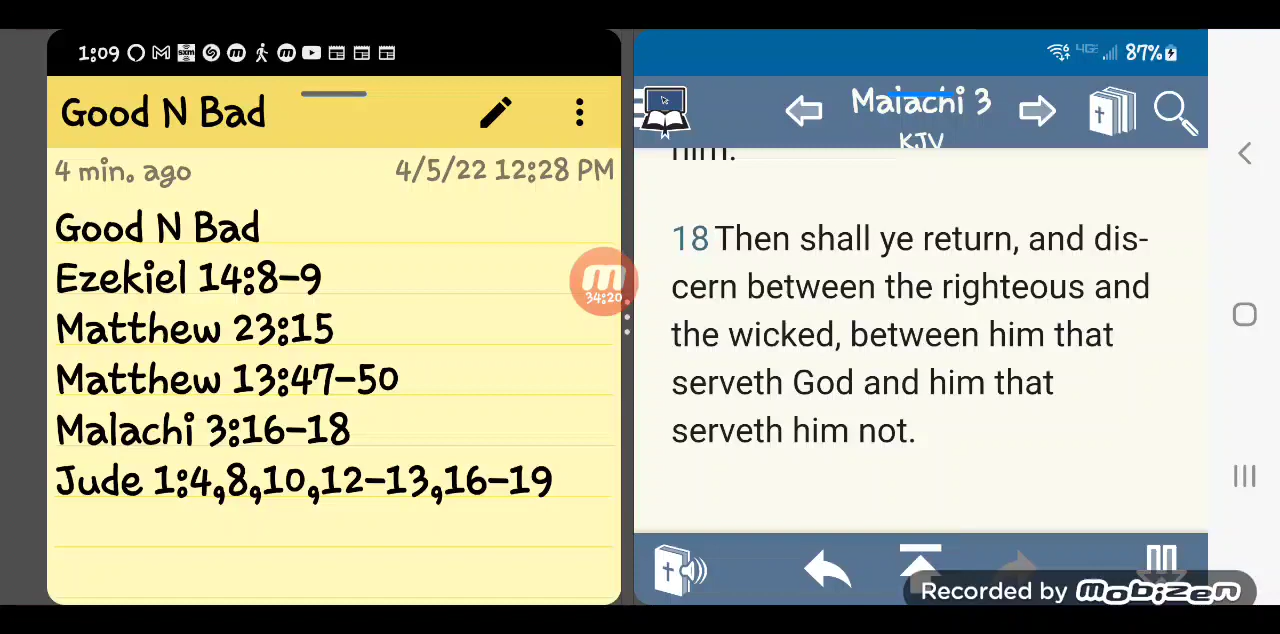 1:09
87%
Good N Bad
Malachi 3
KJV
4 min. ago
4/5/22 12:28 PM
him.
Good N Bad
Ezekiel 14:8-9
Matthew 23:15
Matthew 13:47-50
Malachi 3:16-18
Jude 1:4,8,10,12-13,16-19
34:20
18 Then shall ye return, and dis-
cern between the righteous and
the wicked, between him that
serveth God and him that
serveth him not.
Recorded by mobizen